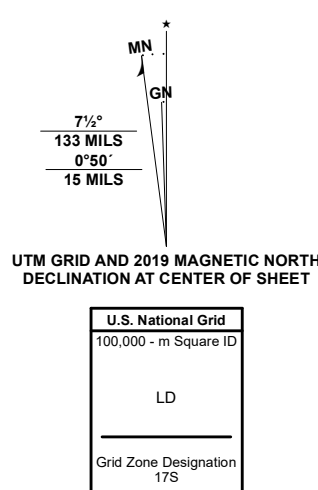 MN
GN
7½°
133 MILS
0°50´
15 MILS
UTM GRID AND 2019 MAGNETIC NORTH
DECLINATION AT CENTER OF SHEET
U.S. National Grid
100,000 - m Square ID
LD
Grid Zone Designation
17S